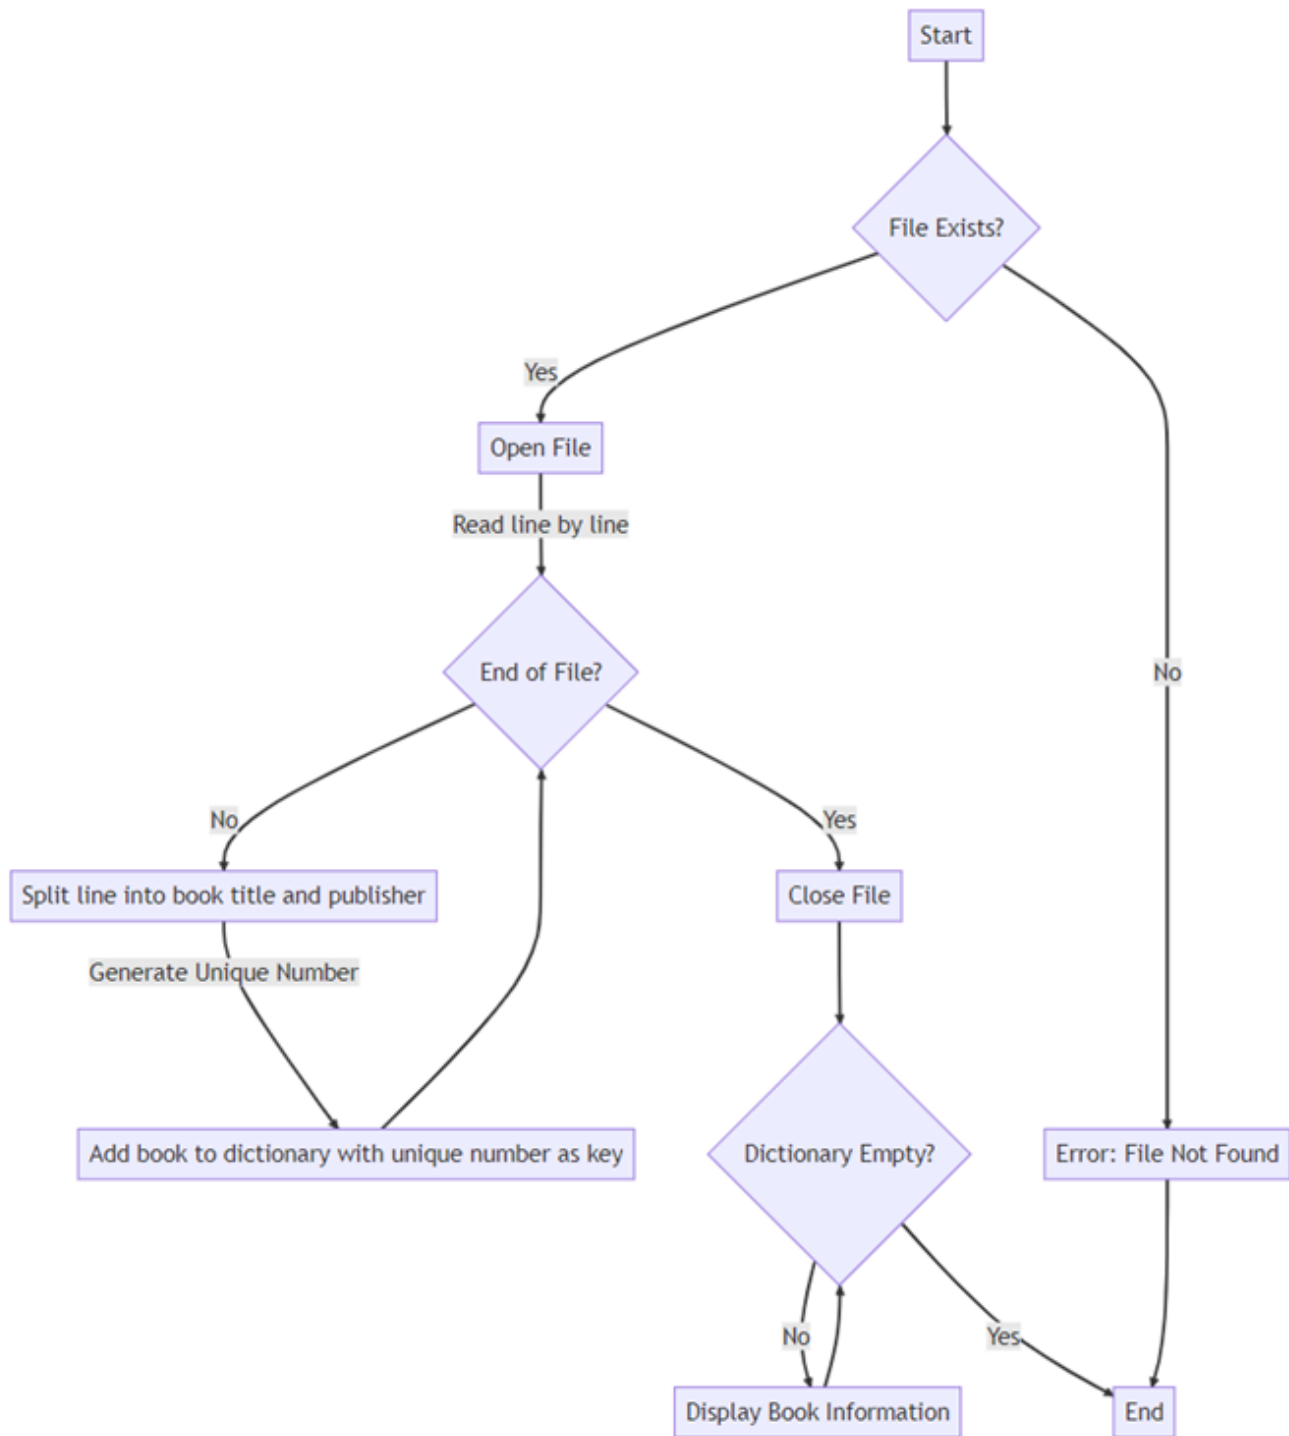 Start
File Exists?
Yes
Open File
Read line by line
End of File?
No
No
Yes
Split line into book title and publisher
Close File
Generate Unique Number
Add book to dictionary with unique number as key
Dictionary Empty?
Error: File Not Found
No
Yes
Display Book Information
End